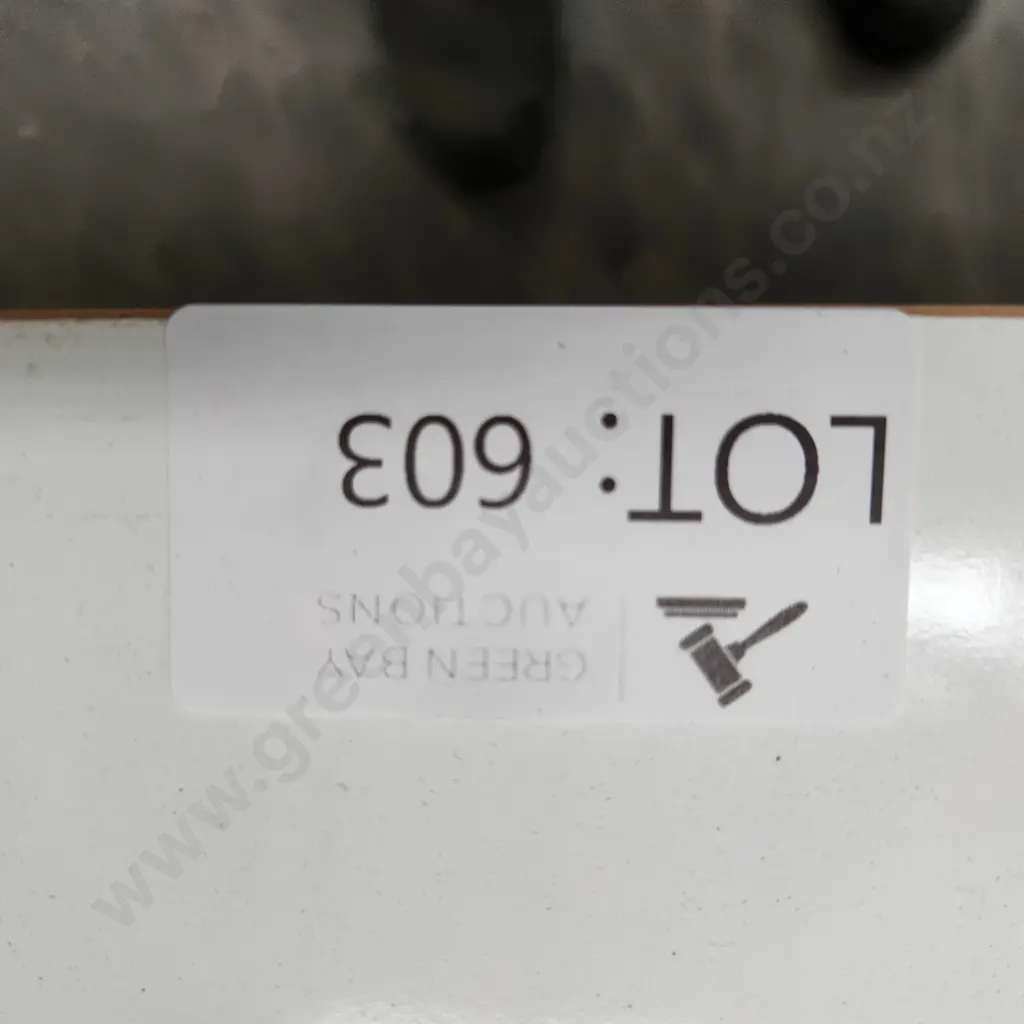 GREEN BAY
AUCTIONS
LOT: 603
www.greenbayauctions.co.nz